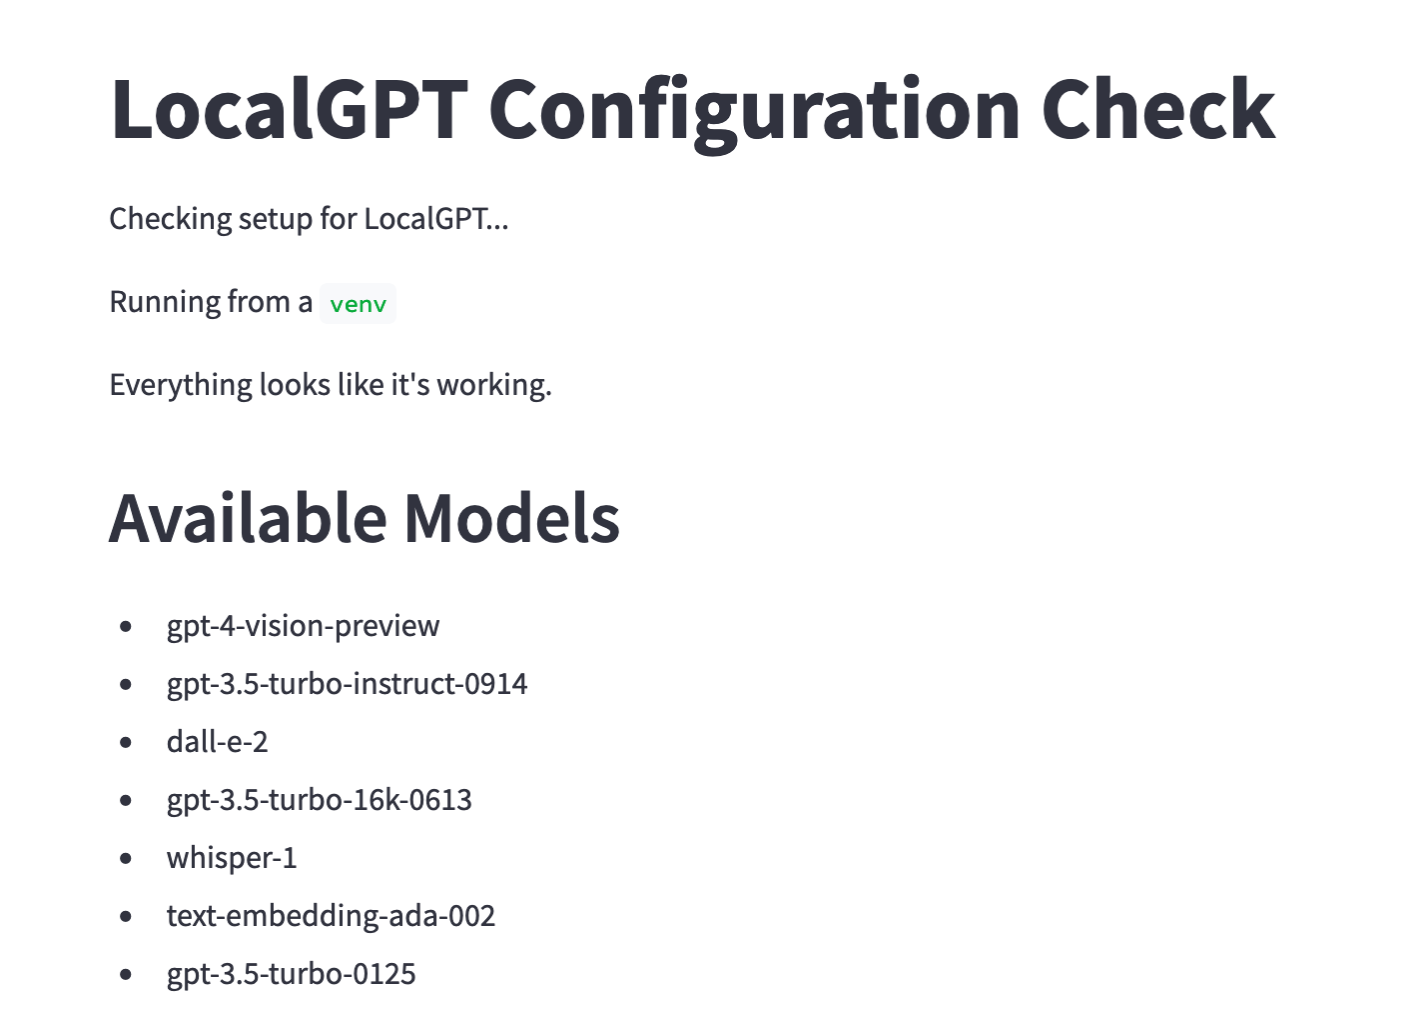 LocalGPT Configuration Check
Checking setup for LocalGPT...
Running from a venv
Everything looks like it's working.
Available Models
• gpt-4-vision-preview
• gpt-3.5-turbo-instruct-0914
• dall-e-2
• gpt-3.5-turbo-16k-0613
• whisper-1
• text-embedding-ada-002
• gpt-3.5-turbo-0125